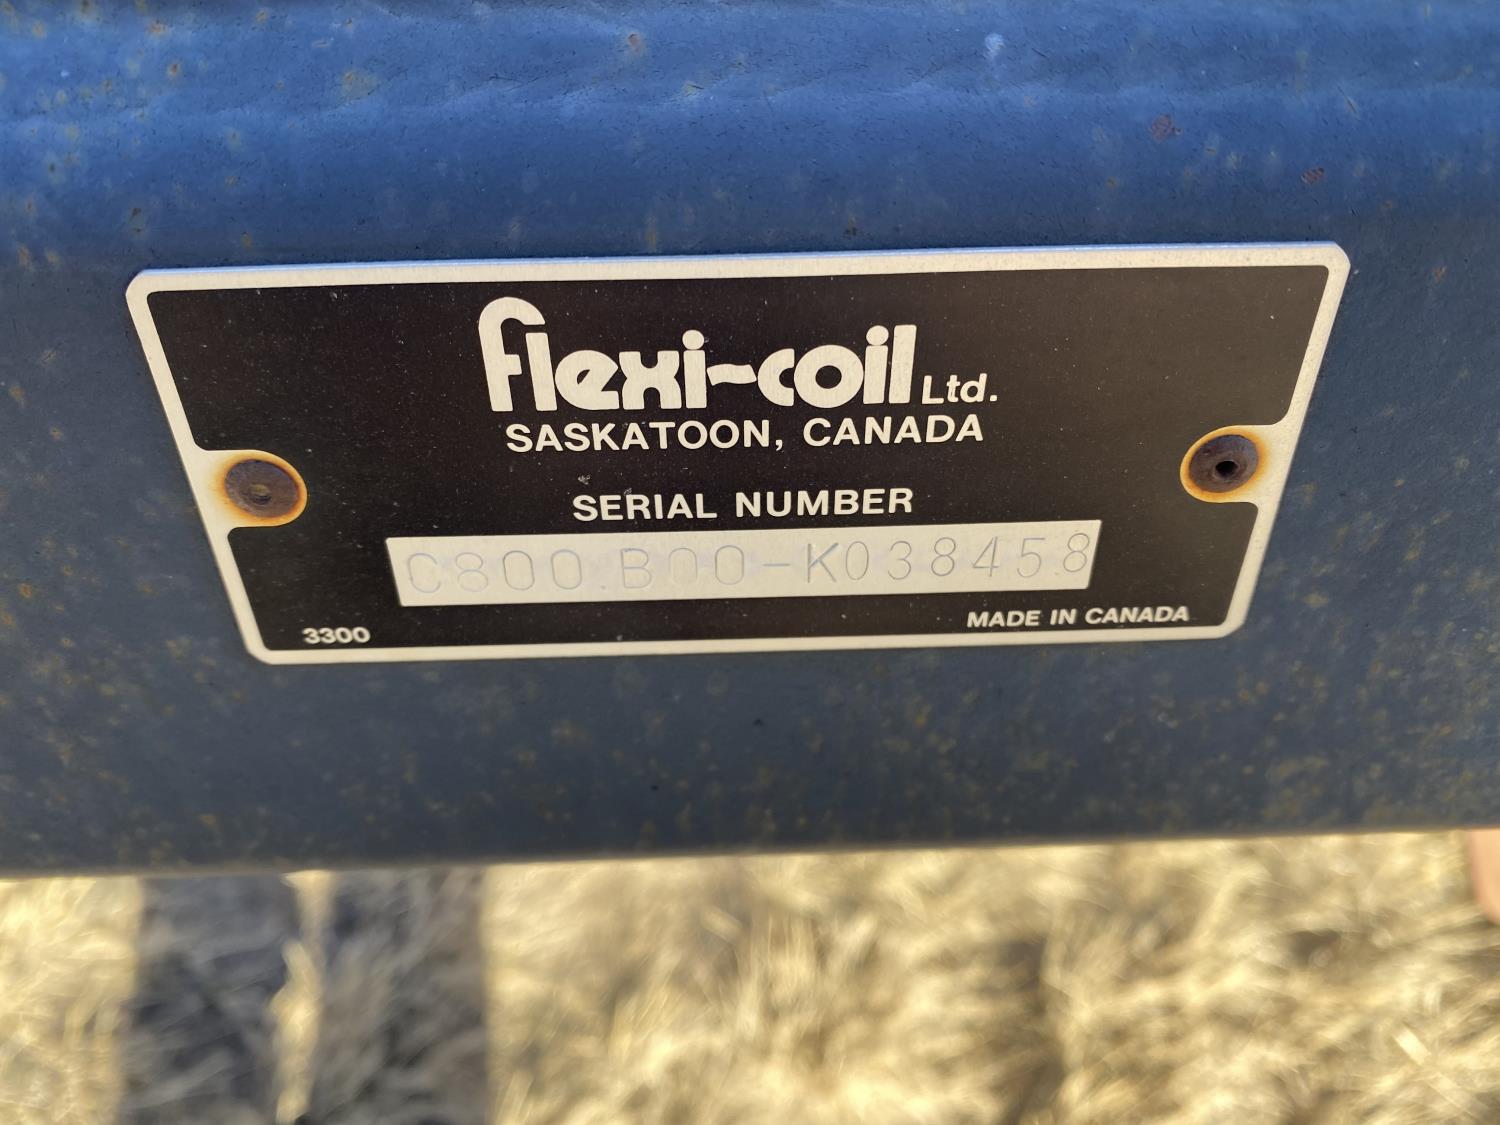 flexi-coil Ltd.
SASKATOON, CANADA
SERIAL NUMBER
C800.B00-K038458
3300
MADE IN CANADA